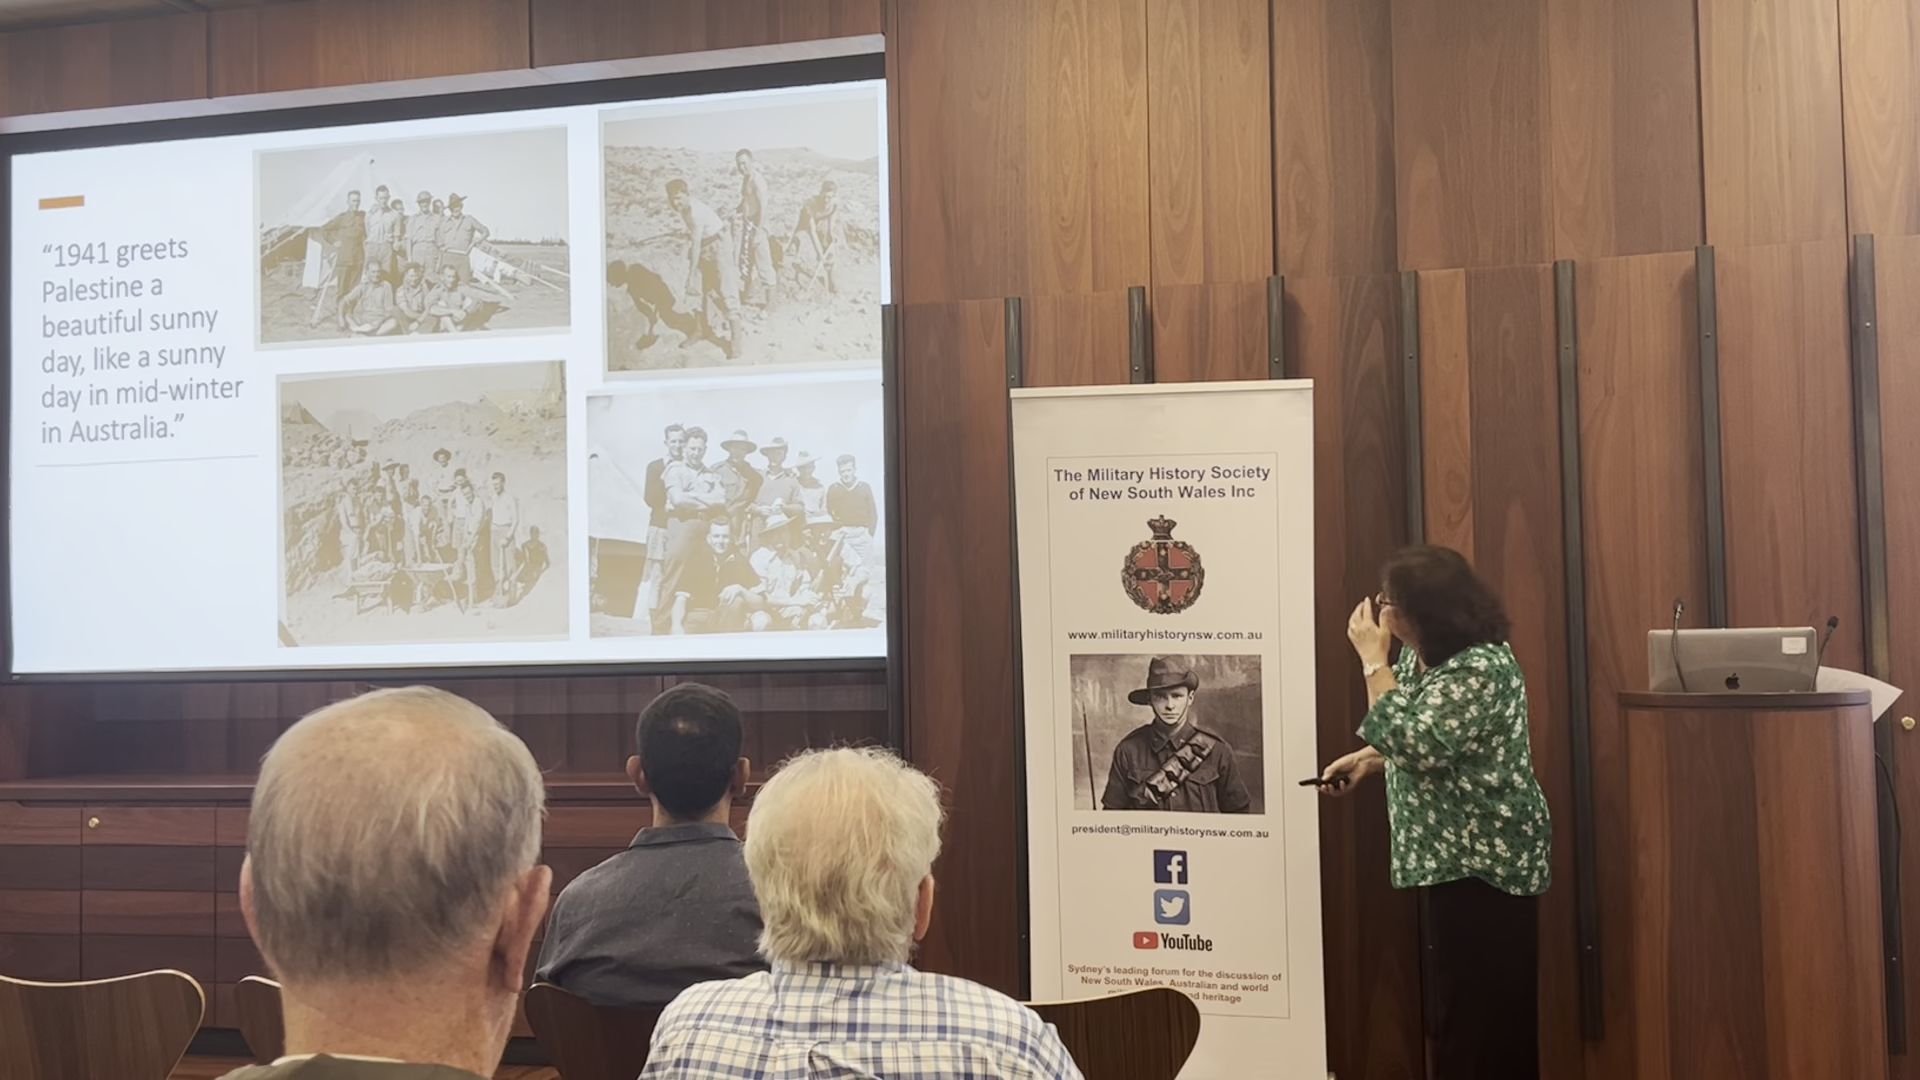 “1941 greets
Palestine a
beautiful sunny
day, like a sunny
day in mid-winter
in Australia.”
The Military History Society
of New South Wales Inc
www.militaryhistorynsw.com.au
president@militaryhistorynsw.com.au
YouTube
Sydney's leading forum for the discussion of
New South Wales, Australian and world
heritage